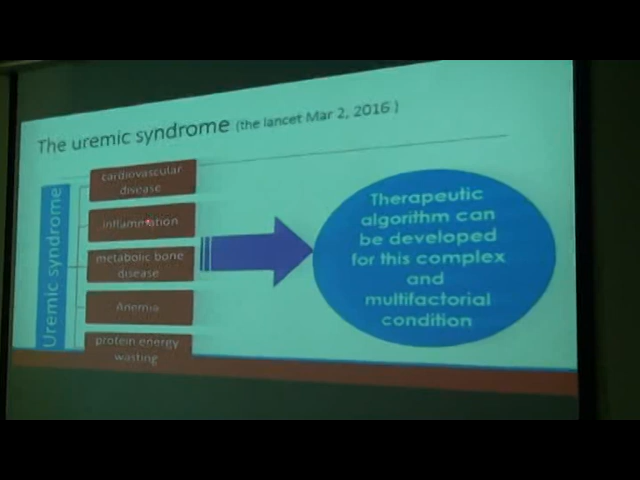 The uremic syndrome (the lancet Mar 2, 2016 )
Uremic syndrome
cardiovascular
disease
inflammation
metabolic bone
disease
Anemia
protein energy
wasting
Therapeutic
algorithm can
be developed
for this complex
and
multifactorial
condition